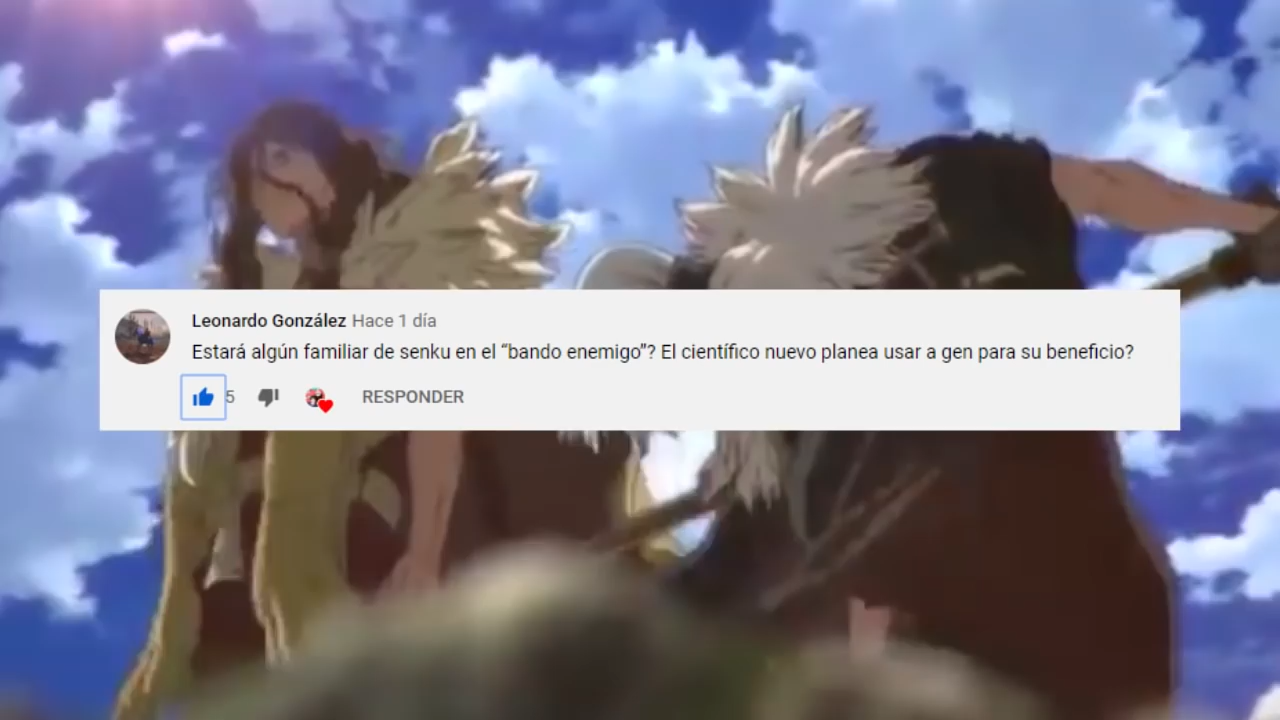 Leonardo González Hace 1 día
Estará algún familiar de senku en el “bando enemigo”? El científico nuevo planea usar a gen para su beneficio?
5 RESPONDER